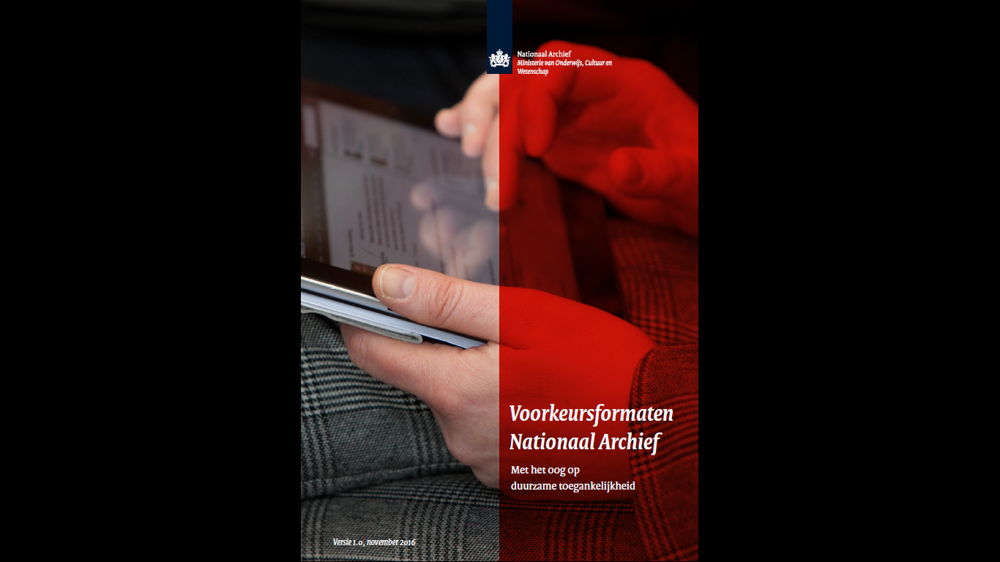 Nationaal Archief
Ministerie van Onderwijs, Cultuur en
Wetenschap
Voorkeursformaten
Nationaal Archief
Met het oog op
duurzame toegankelijkheid
Versie 1.0, november 2016